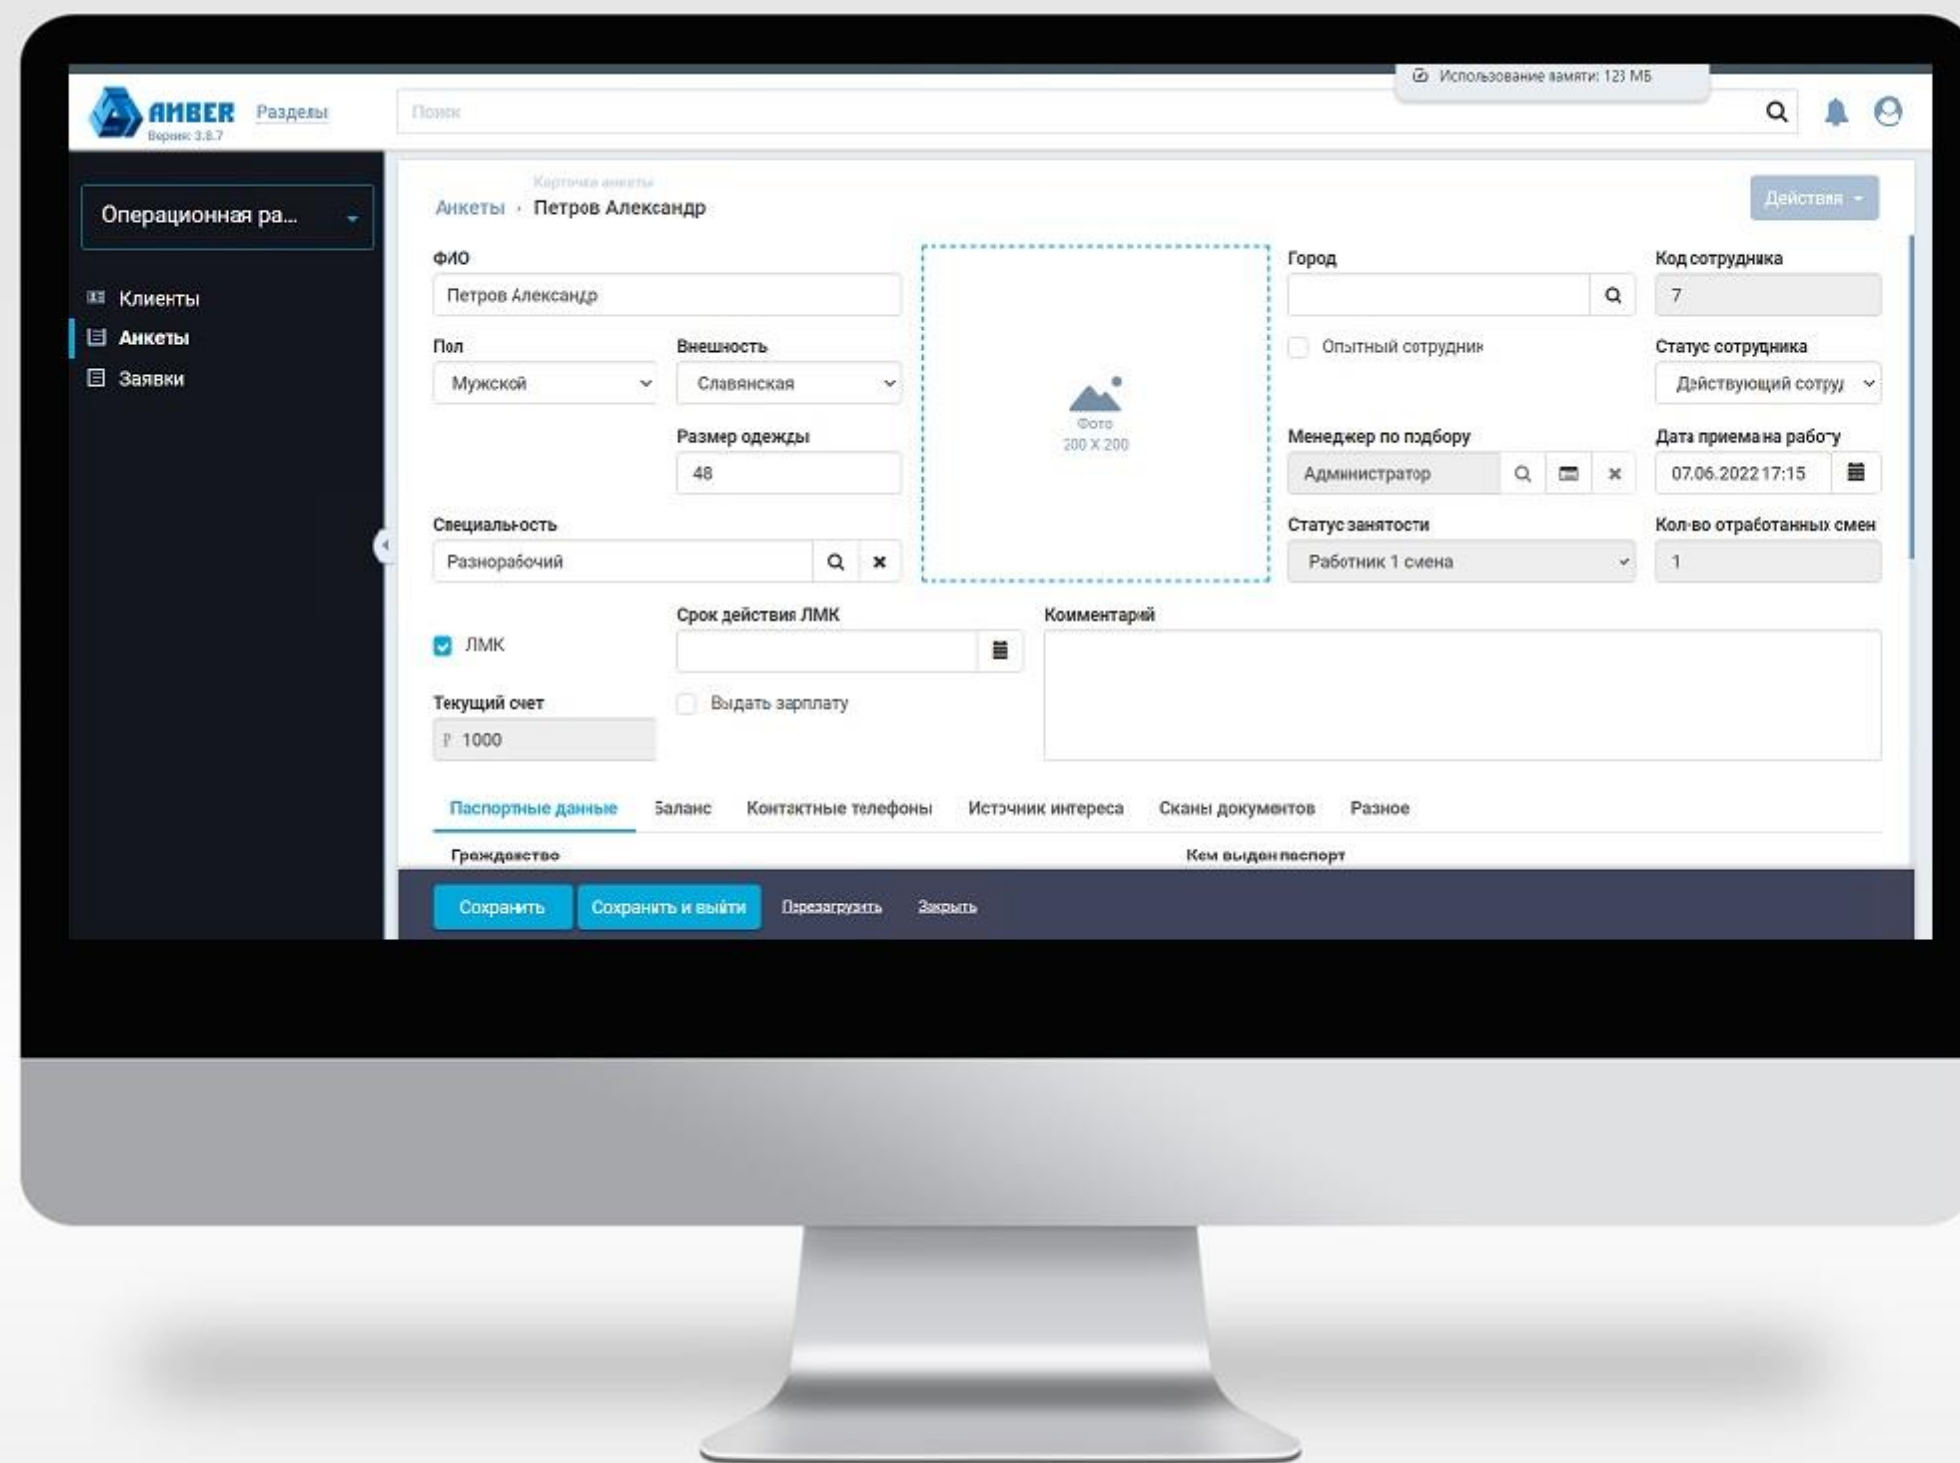 Использование памяти: 123 МБ
AMBER Разделы Поиск
Версия: 3.8.7
Операционная ра...
Клиенты
Анкеты
Заявки
Карточка анкеты
Анкеты › Петров Александр
Действия
ФИО
Петров Александр
Пол
Мужской
Внешность
Славянская
Размер одежды
48
Специальность
Разнорабочий
Фото
200 X 200
Город
Код сотрудника
7
Опытный сотрудник
Статус сотрудника
Действующий сотруд
Менеджер по подбору
Администратор
Дата приема на работу
07.06.2022 17:15
Статус занятости
Работник 1 смена
Кол-во отработанных смен
1
ЛМК
Срок действия ЛМК
Комментарий
Текущий счет
₽ 1000
Выдать зарплату
Паспортные данные Баланс Контактные телефоны Источник интереса Сканы документов Разное
Гражданство Кем выдан паспорт
Сохранить Сохранить и выйти Перезагрузить Закрыть